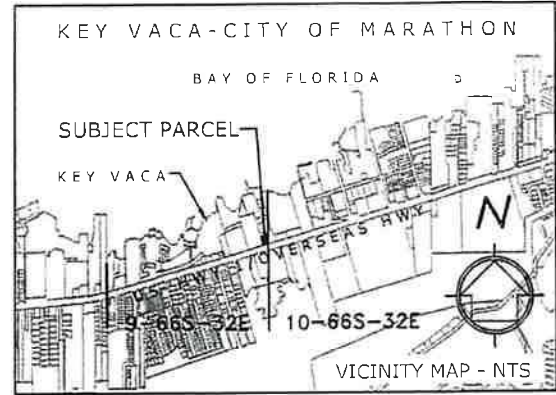 KEY VACA-CITY OF MARATHON
BAY OF FLORIDA
SUBJECT PARCEL
KEY VACA
OVERSEAS HWY
N
9-66S-32E
10-66S-32E
VICINITY MAP - NTS